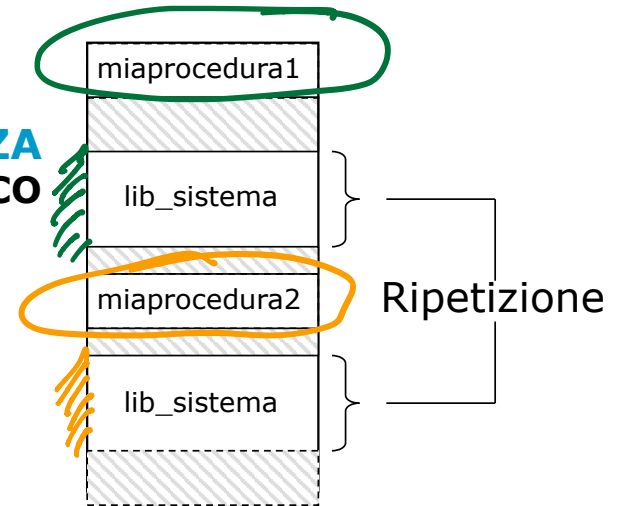 miaprocedura1
ZA
CO
lib_sistema
miaprocedura2
Ripetizione
lib_sistema